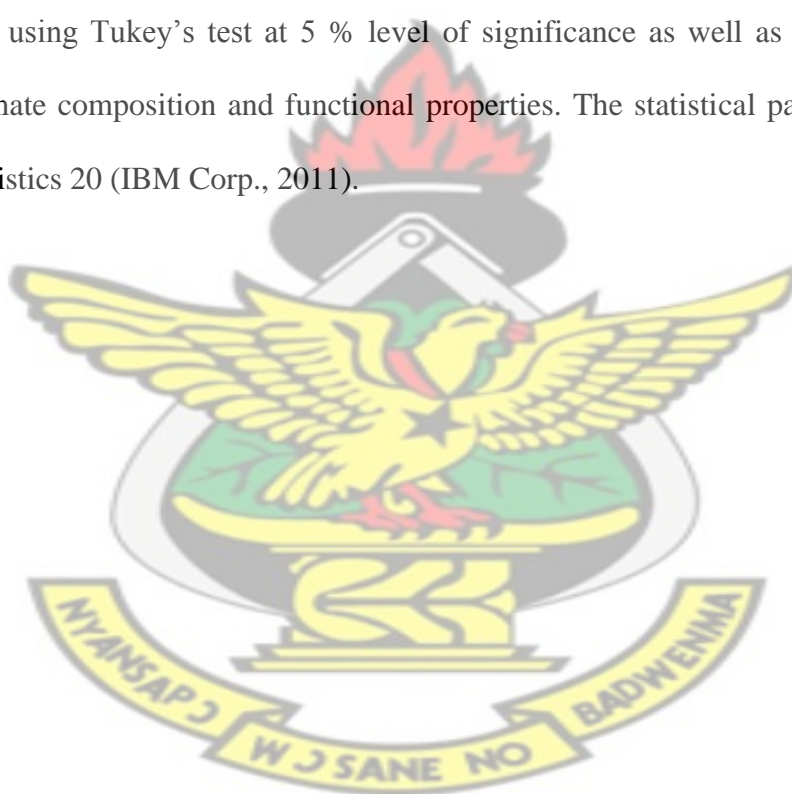 using Tukey’s test at 5 % level of significance as well as
nate composition and functional properties. The statistical pa
istics 20 (IBM Corp., 2011).
NYANSAPƆ
WƆSANE NO
BADWENMA